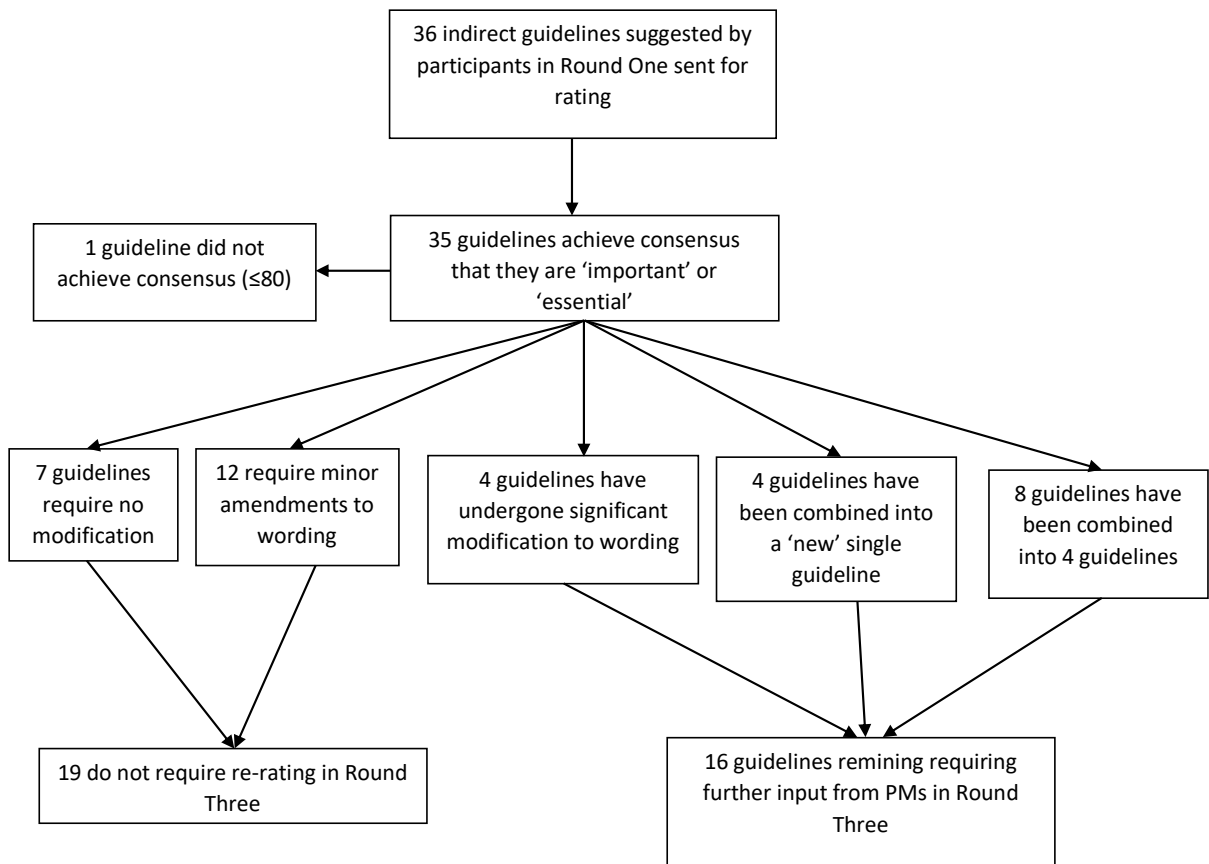 36 indirect guidelines suggested by
participants in Round One sent for
rating
1 guideline did not
achieve consensus (≤80)
35 guidelines achieve consensus
that they are ‘important’ or
‘essential’
7 guidelines
require no
modification
12 require minor
amendments to
wording
4 guidelines have
undergone significant
modification to wording
4 guidelines have
been combined into
a ‘new’ single
guideline
8 guidelines have
been combined
into 4 guidelines
19 do not require re-rating in Round
Three
16 guidelines remining requiring
further input from PMs in Round
Three